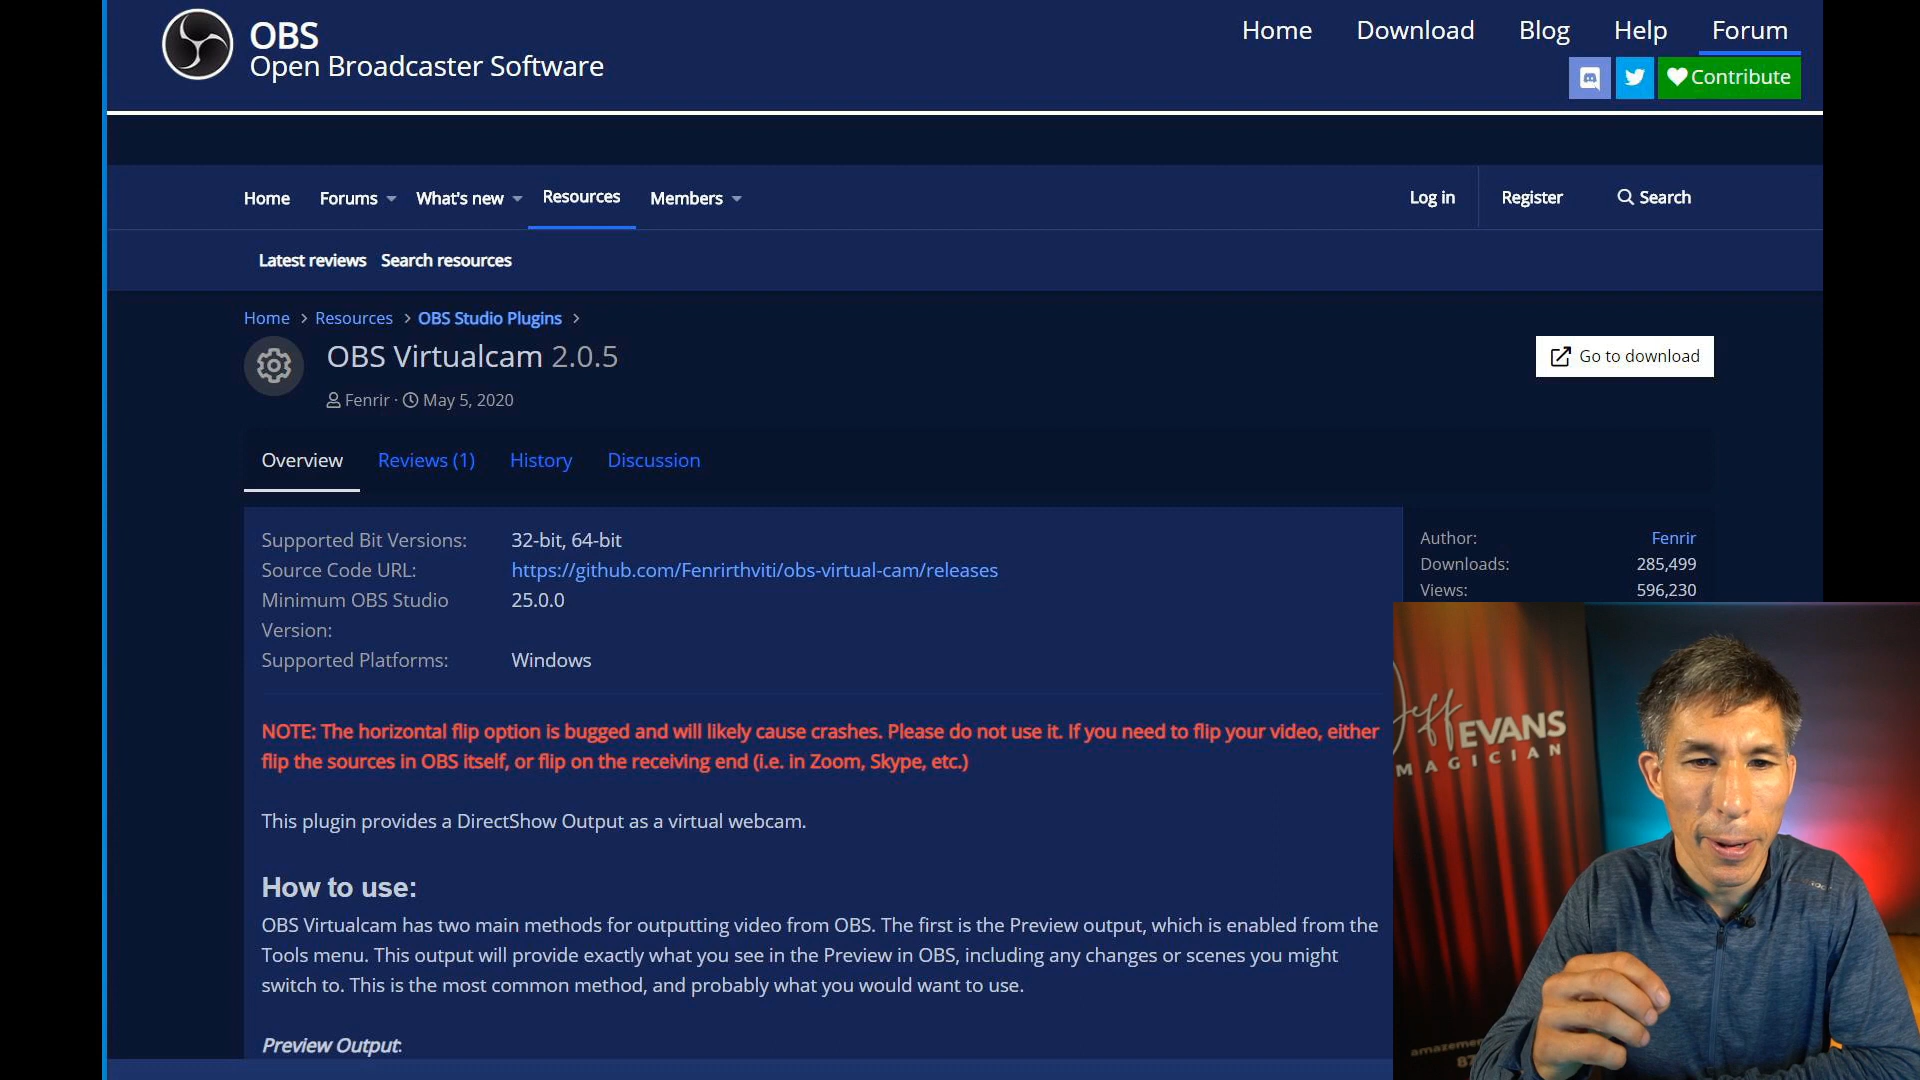 OBS
Open Broadcaster Software
Home Download Blog Help Forum
Contribute
Home Forums What's new Resources Members Log in Register Search
Latest reviews Search resources
Home > Resources > OBS Studio Plugins >
OBS Virtualcam 2.0.5
Go to download
Fenrir · May 5, 2020
Overview Reviews (1) History Discussion
Supported Bit Versions: 32-bit, 64-bit
Source Code URL: https://github.com/Fenrirthviti/obs-virtual-cam/releases
Minimum OBS Studio 25.0.0
Version:
Supported Platforms: Windows
Author: Fenrir
Downloads: 285,499
Views: 596,230
NOTE: The horizontal flip option is bugged and will likely cause crashes. Please do not use it. If you need to flip your video, either
flip the sources in OBS itself, or flip on the receiving end (i.e. in Zoom, Skype, etc.)
This plugin provides a DirectShow Output as a virtual webcam.
How to use:
OBS Virtualcam has two main methods for outputting video from OBS. The first is the Preview output, which is enabled from the
Tools menu. This output will provide exactly what you see in the Preview in OBS, including any changes or scenes you might
switch to. This is the most common method, and probably what you would want to use.
Preview Output:
Jeff EVANS
MAGICIAN